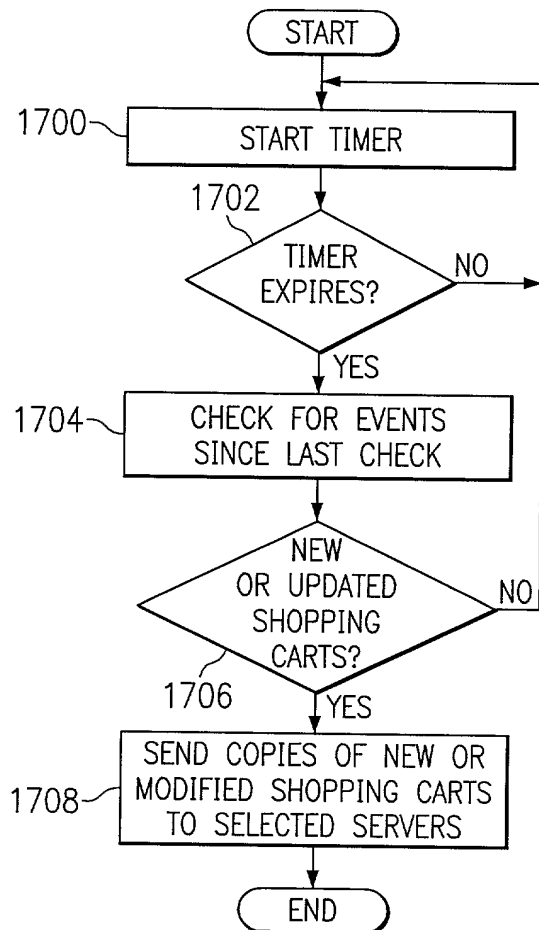 START
1700
START TIMER
1702
TIMER
EXPIRES?
NO
YES
1704
CHECK FOR EVENTS
SINCE LAST CHECK
NEW
OR UPDATED
SHOPPING
CARTS?
NO
1706
YES
1708
SEND COPIES OF NEW OR
MODIFIED SHOPPING CARTS
TO SELECTED SERVERS
END